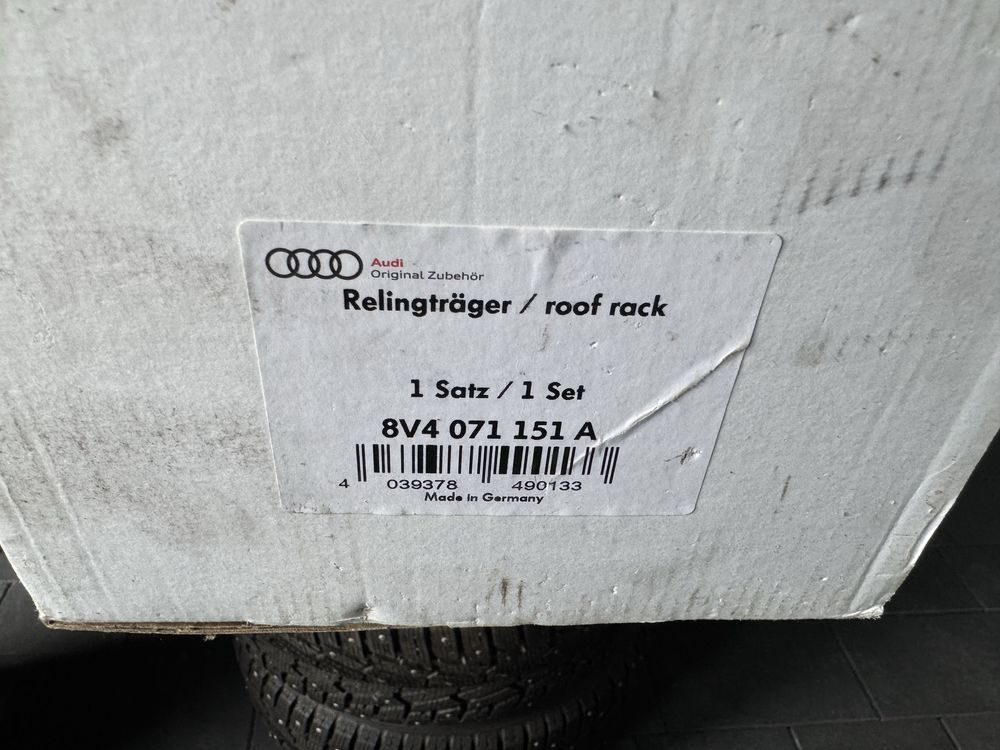 Audi
Original Zubehör
Relingträger / roof rack
1 Satz / 1 Set
8V4 071 151 A
4 039378 490133
Made in Germany